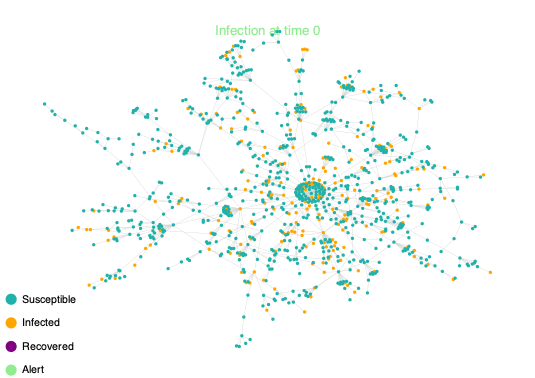 Infection at time 0
Susceptible
Infected
Recovered
Alert